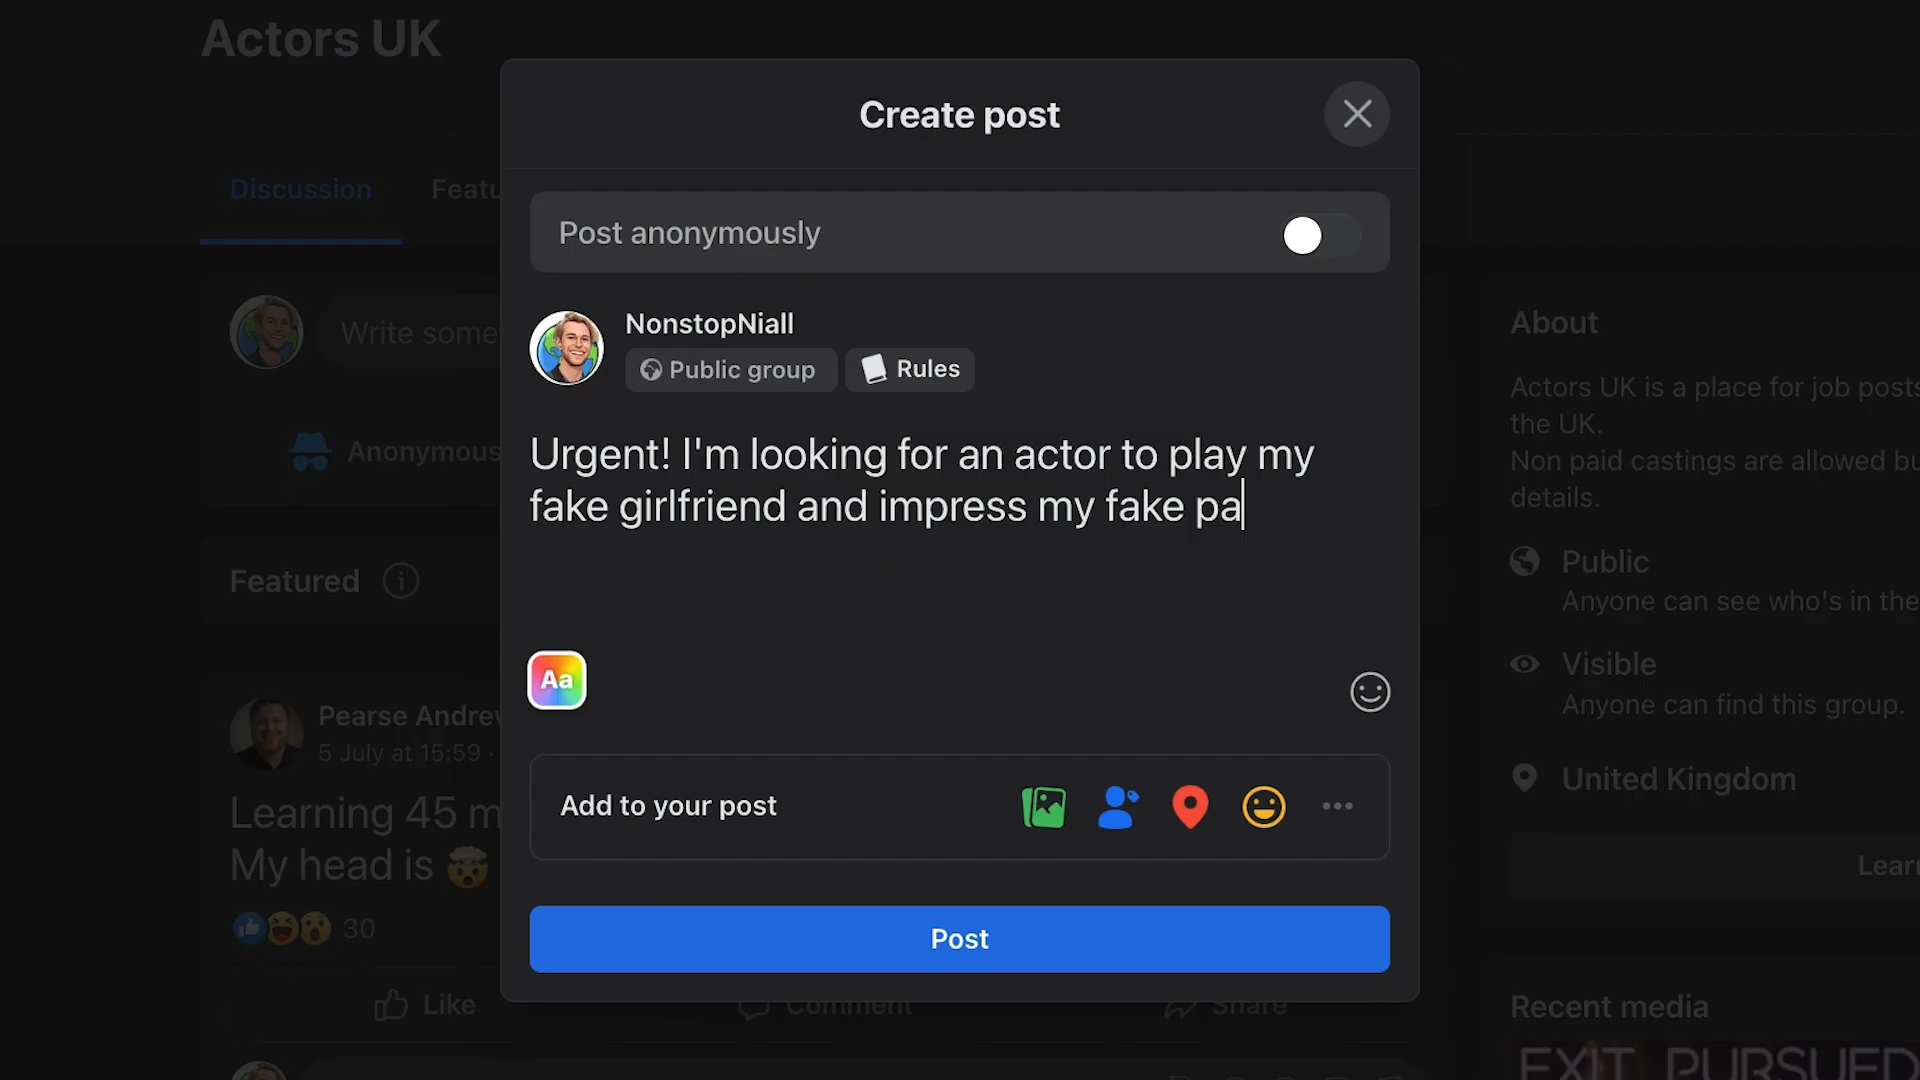 Actors UK
Create post
Discussion
Featu
Post anonymously
NonstopNiall
Public group
Rules
Write some
Anonymous
Urgent! I'm looking for an actor to play my
fake girlfriend and impress my fake pa
Aa
Add to your post
Post
Featured
Pearse Andrew
5 July at 15:59 ·
Learning 45 m
My head is 🤯
30
Like
Comment
Share
About
Actors UK is a place for job posts
the UK.
Non paid castings are allowed bu
details.
Public
Anyone can see who's in the
Visible
Anyone can find this group.
United Kingdom
Learn
Recent media
EXIT PURSUED